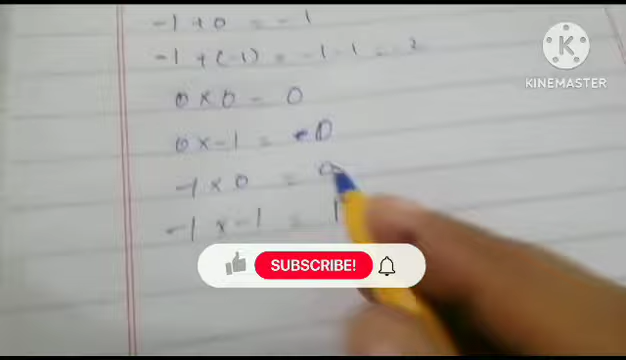 -1 + 0 = -1
-1 + (-1) = -1 - 1 = -2
0 × 0 = 0
0 × -1 = 0
-1 × 0 = 0
-1 × -1 = 1
KINEMASTER
SUBSCRIBE!